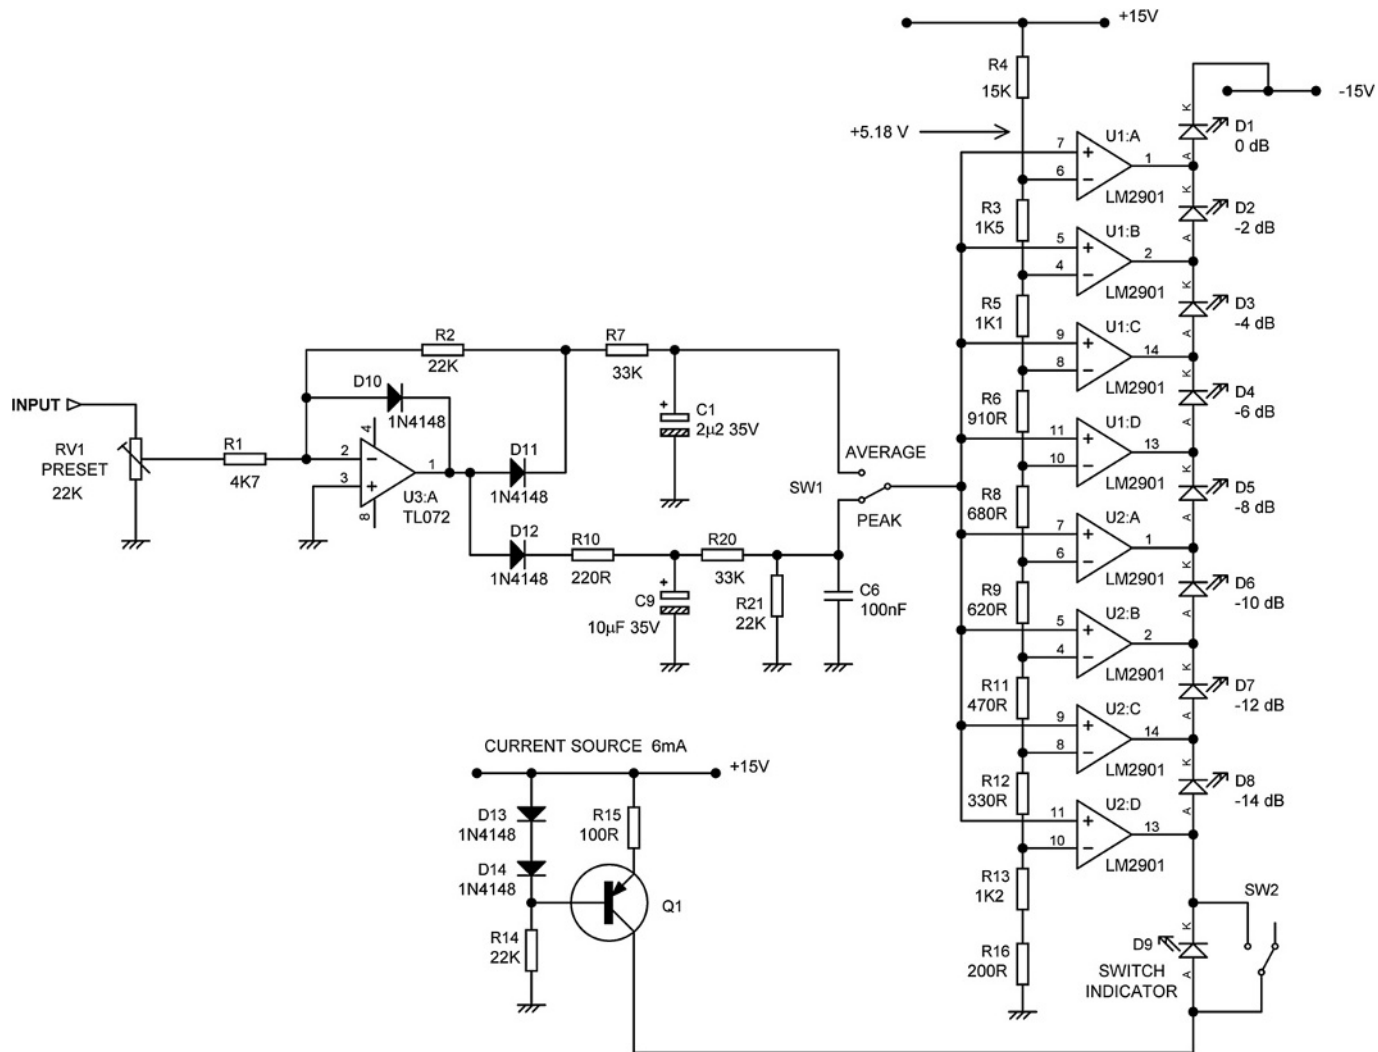 +15V
R4
15K
-15V
+5.18 V
K
D1
0 dB
A
7
+
6
−
U1:A
1
LM2901
R3
1K5
K
D2
-2 dB
A
5
+
4
−
U1:B
2
LM2901
R5
1K1
K
D3
-4 dB
A
9
+
8
−
U1:C
14
LM2901
R6
910R
K
D4
-6 dB
A
11
+
10
−
U1:D
13
LM2901
R8
680R
K
D5
-8 dB
A
7
+
6
−
U2:A
1
LM2901
R9
620R
K
D6
-10 dB
A
5
+
4
−
U2:B
2
LM2901
R11
470R
K
D7
-12 dB
A
9
+
8
−
U2:C
14
LM2901
R12
330R
K
D8
-14 dB
A
11
+
10
−
U2:D
13
LM2901
R13
1K2
R16
200R
SW2
K
D9
A
SWITCH
INDICATOR
R2
22K
R7
33K
D10
1N4148
+
C1
2µ2 35V
INPUT
RV1
PRESET
22K
R1
4K7
2
−
3
+
4
8
1
U3:A
TL072
D11
1N4148
D12
1N4148
R10
220R
R20
33K
+
C9
10µF 35V
R21
22K
C6
100nF
AVERAGE
SW1
PEAK
CURRENT SOURCE 6mA
+15V
D13
1N4148
R15
100R
D14
1N4148
Q1
R14
22K